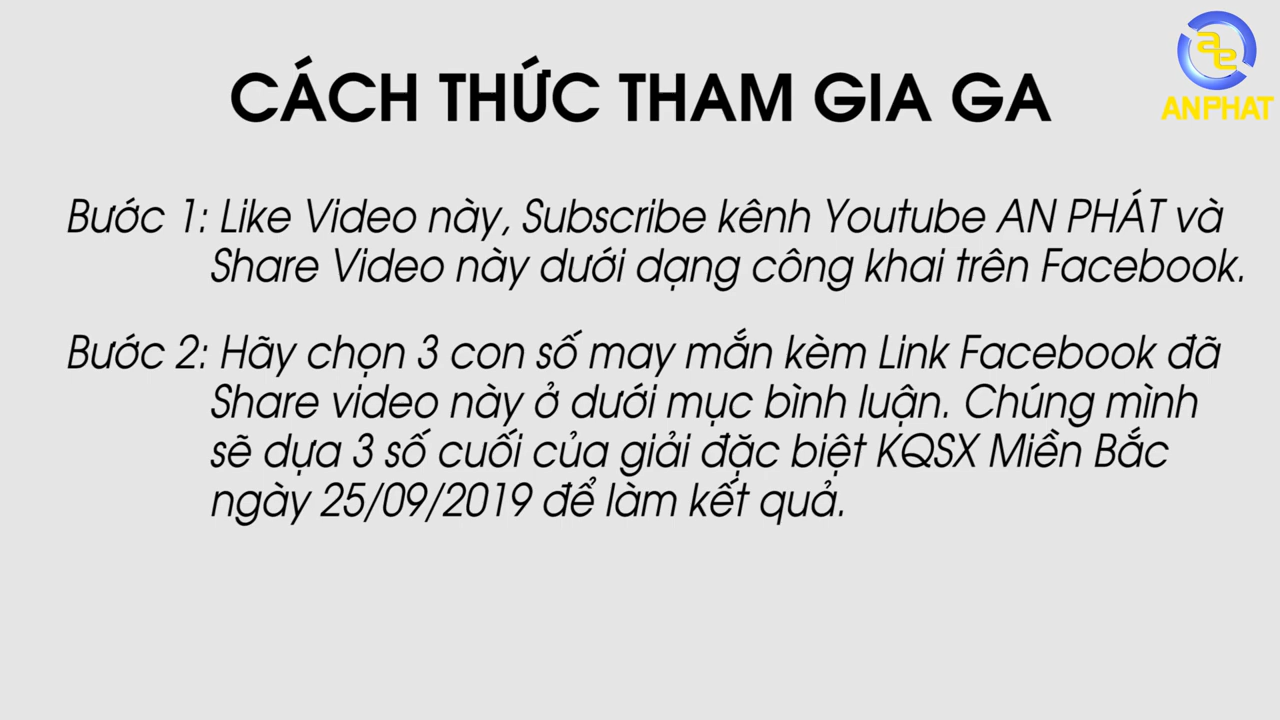 CÁCH THỨC THAM GIA GA
ANPHAT
Bước 1: Like Video này, Subscribe kênh Youtube AN PHÁT và
Share Video này dưới dạng công khai trên Facebook.
Bước 2: Hãy chọn 3 con số may mắn kèm Link Facebook đã
Share video này ở dưới mục bình luận. Chúng mình
sẽ dựa 3 số cuối của giải đặc biệt KQSX Miền Bắc
ngày 25/09/2019 để làm kết quả.